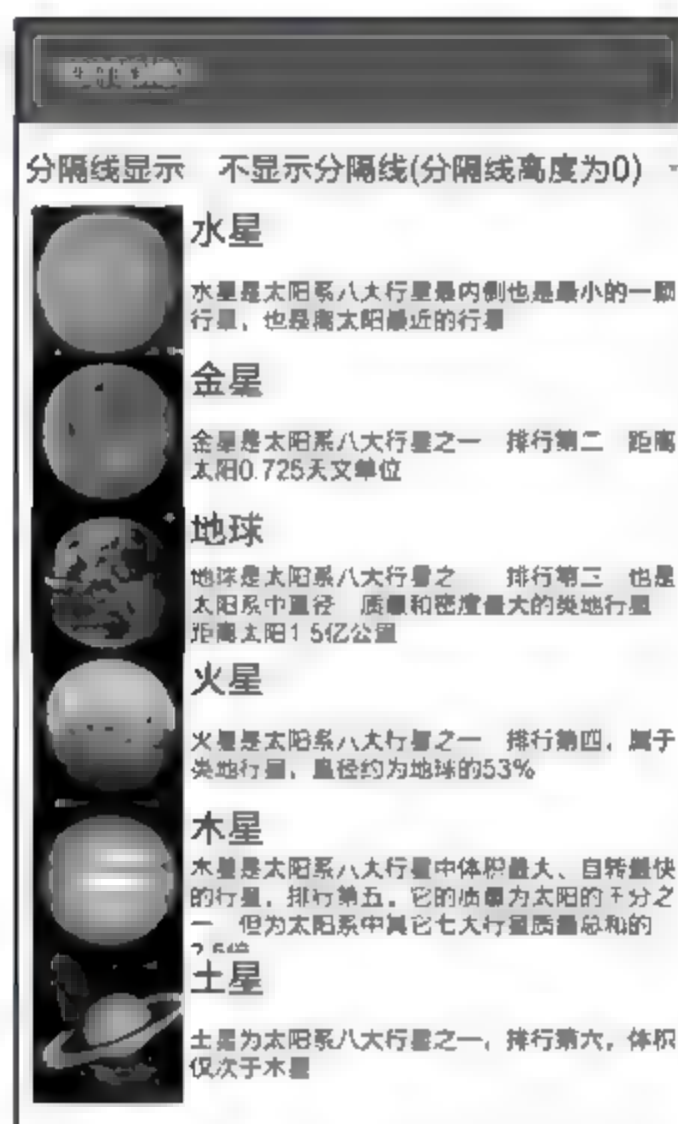 分隔线显示 不显示分隔线(分隔线高度为0)
水星
水星是太阳系八大行星最内侧也是最小的一颗
行星，也是离太阳最近的行星
金星
金星是太阳系八大行星之一 排行第二 距离
太阳0.725天文单位
地球
地球是太阳系八大行星之一 排行第三 也是
太阳系中直径 质量和密度最大的类地行星
距离太阳1.5亿公里
火星
火星是太阳系八大行星之一 排行第四，属于
类地行星，直径约为地球的53%
木星
木星是太阳系八大行星中体积最大、自转最快
的行星，排行第五。它的质量为太阳的千分之
一 但为太阳系中其它七大行星质量总和的
土星
土星为太阳系八大行星之一，排行第六，体积
仅次于木星